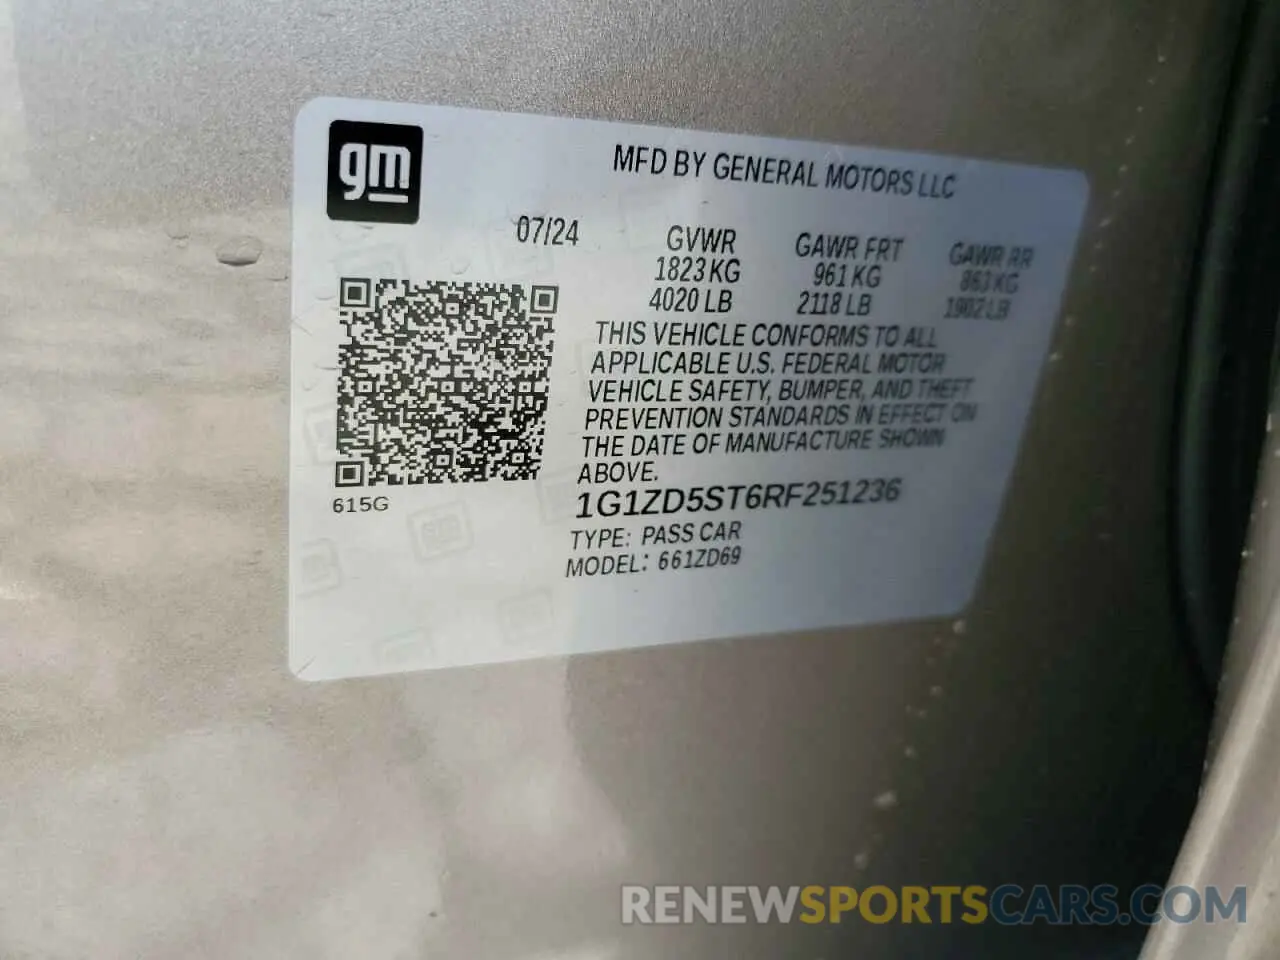 gm
MFD BY GENERAL MOTORS LLC
07/24
GVWR GAWR FRT GAWR RR
1823 KG 961 KG 863 KG
4020 LB 2118 LB 1902 LB
THIS VEHICLE CONFORMS TO ALL
APPLICABLE U.S. FEDERAL MOTOR
VEHICLE SAFETY, BUMPER, AND THEFT
PREVENTION STANDARDS IN EFFECT ON
THE DATE OF MANUFACTURE SHOWN
ABOVE.
615G
1G1ZD5ST6RF251236
TYPE: PASS CAR
MODEL: 661ZD69
RENEWSPORTSCARS.COM